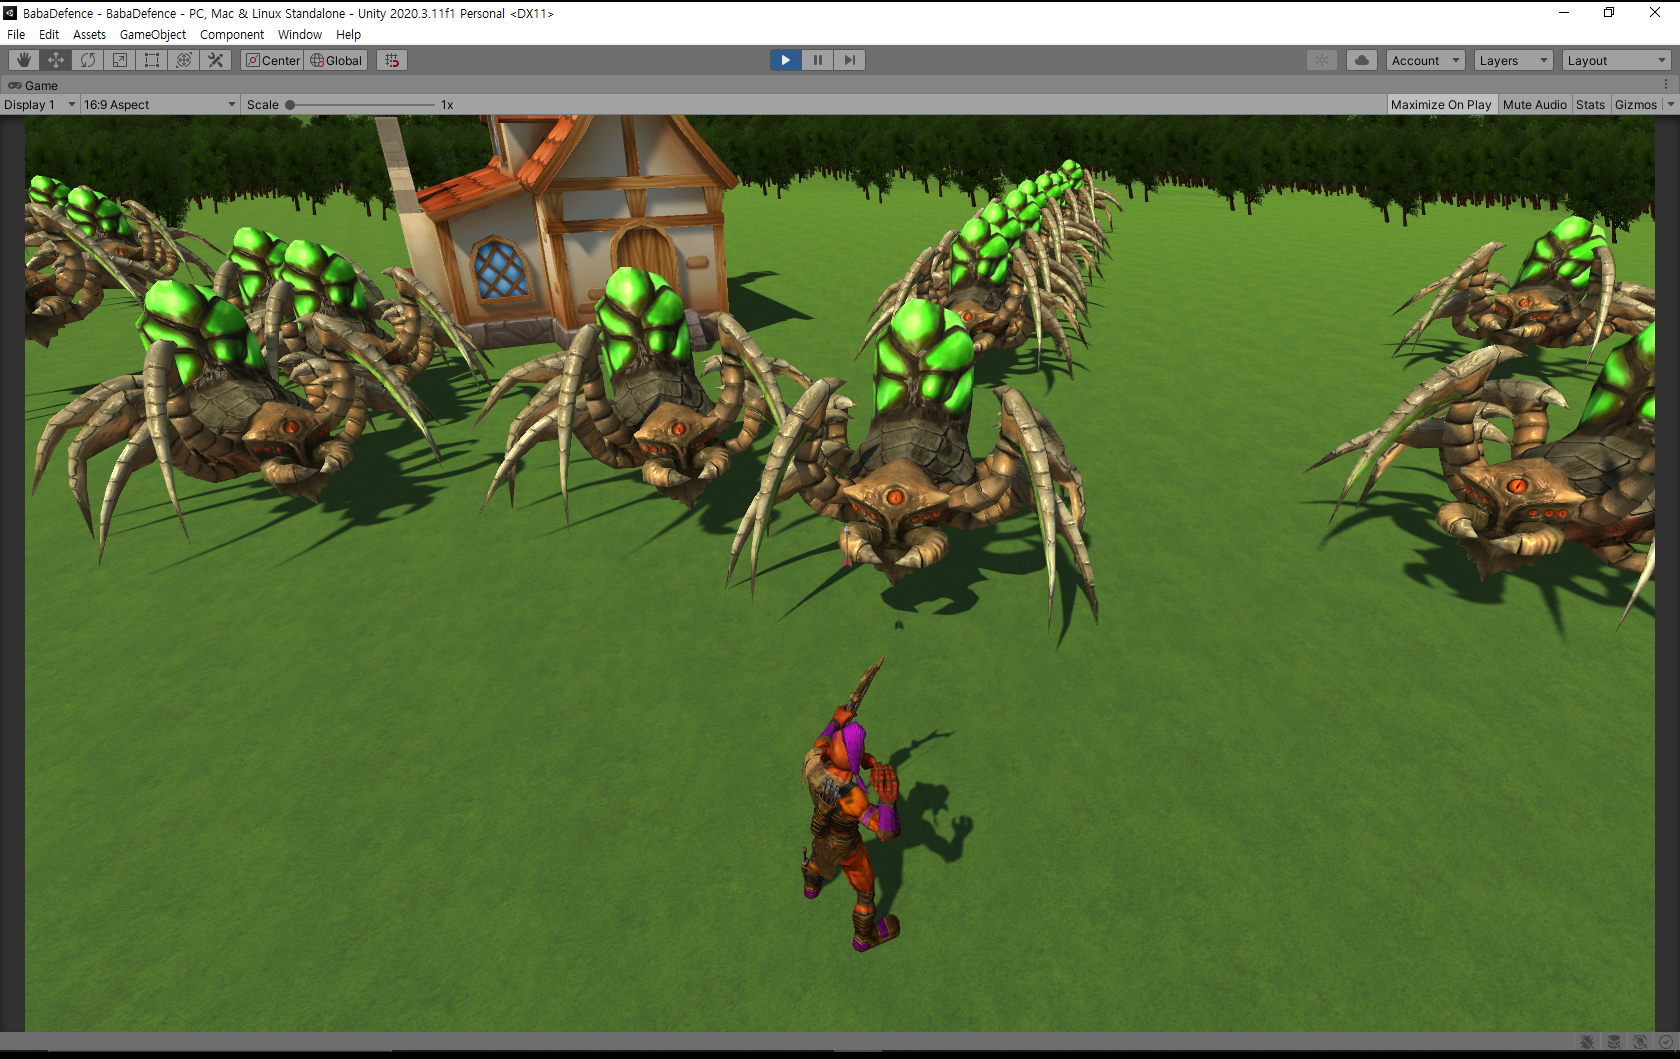 BabaDefence - BabaDefence - PC, Mac & Linux Standalone - Unity 2020.3.11f1 Personal <DX11>
File Edit Assets GameObject Component Window Help
Center Global Account Layers Layout
Game
Display 1 16:9 Aspect Scale 1x Maximize On Play Mute Audio Stats Gizmos